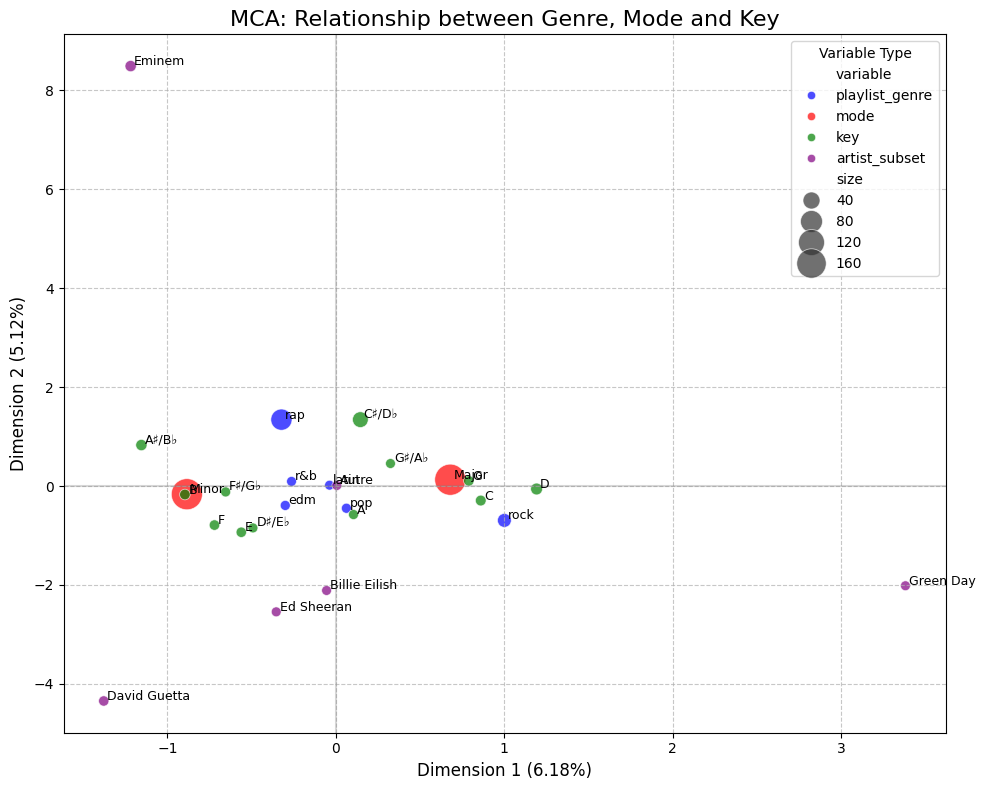 MCA: Relationship between Genre, Mode and Key
Eminem
Variable Type
variable
playlist_genre
mode
key
artist_subset
size
40
80
120
160
8
6
4
2
0
−2
−4
Dimension 2 (5.12%)
rap
C♯/D♭
A♯/B♭
G♯/A♭
r&b
latin
Autre
Major
G
D
Minor
F♯/G♭
edm
pop
A
C
rock
F
E
D♯/E♭
Billie Eilish
Green Day
Ed Sheeran
David Guetta
−1
0
1
2
3
Dimension 1 (6.18%)